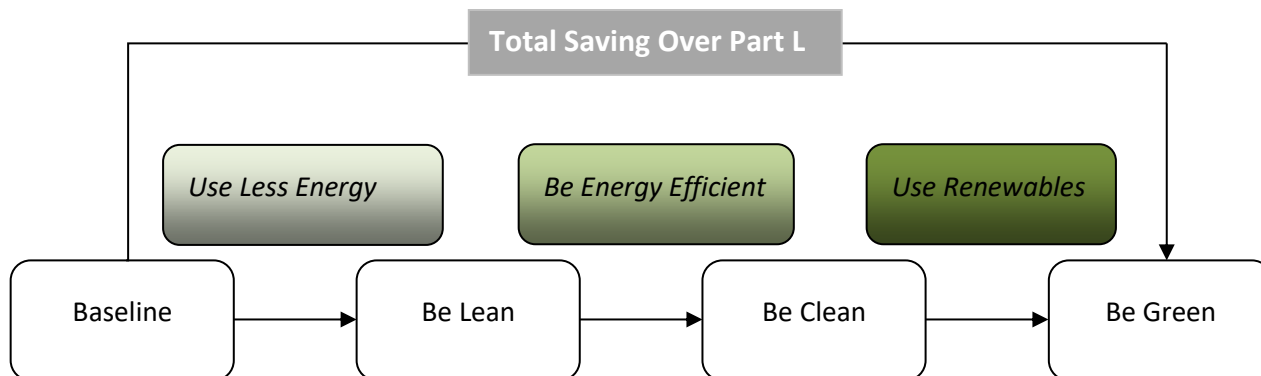 Total Saving Over Part L
Use Less Energy
Be Energy Efficient
Use Renewables
Baseline
Be Lean
Be Clean
Be Green